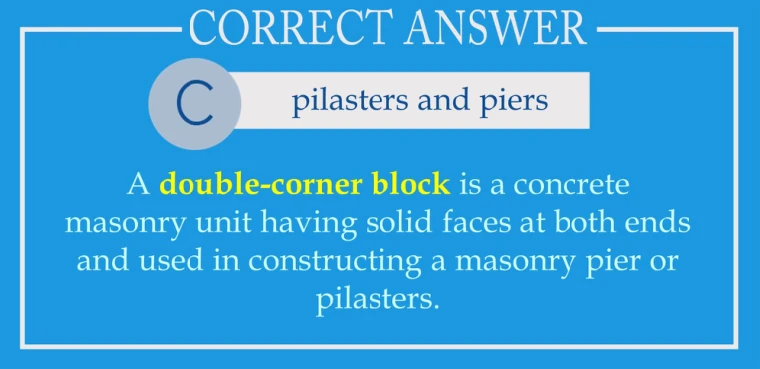 CORRECT ANSWER
C pilasters and piers
A double-corner block is a concrete
masonry unit having solid faces at both ends
and used in constructing a masonry pier or
pilasters.